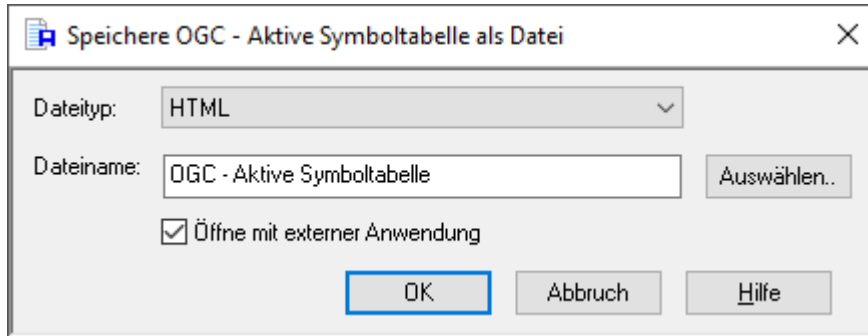 Speichere OGC - Aktive Symboltabelle als Datei
Dateityp: HTML
Dateiname: OGC - Aktive Symboltabelle Auswählen..
Öffne mit externer Anwendung
OK Abbruch Hilfe